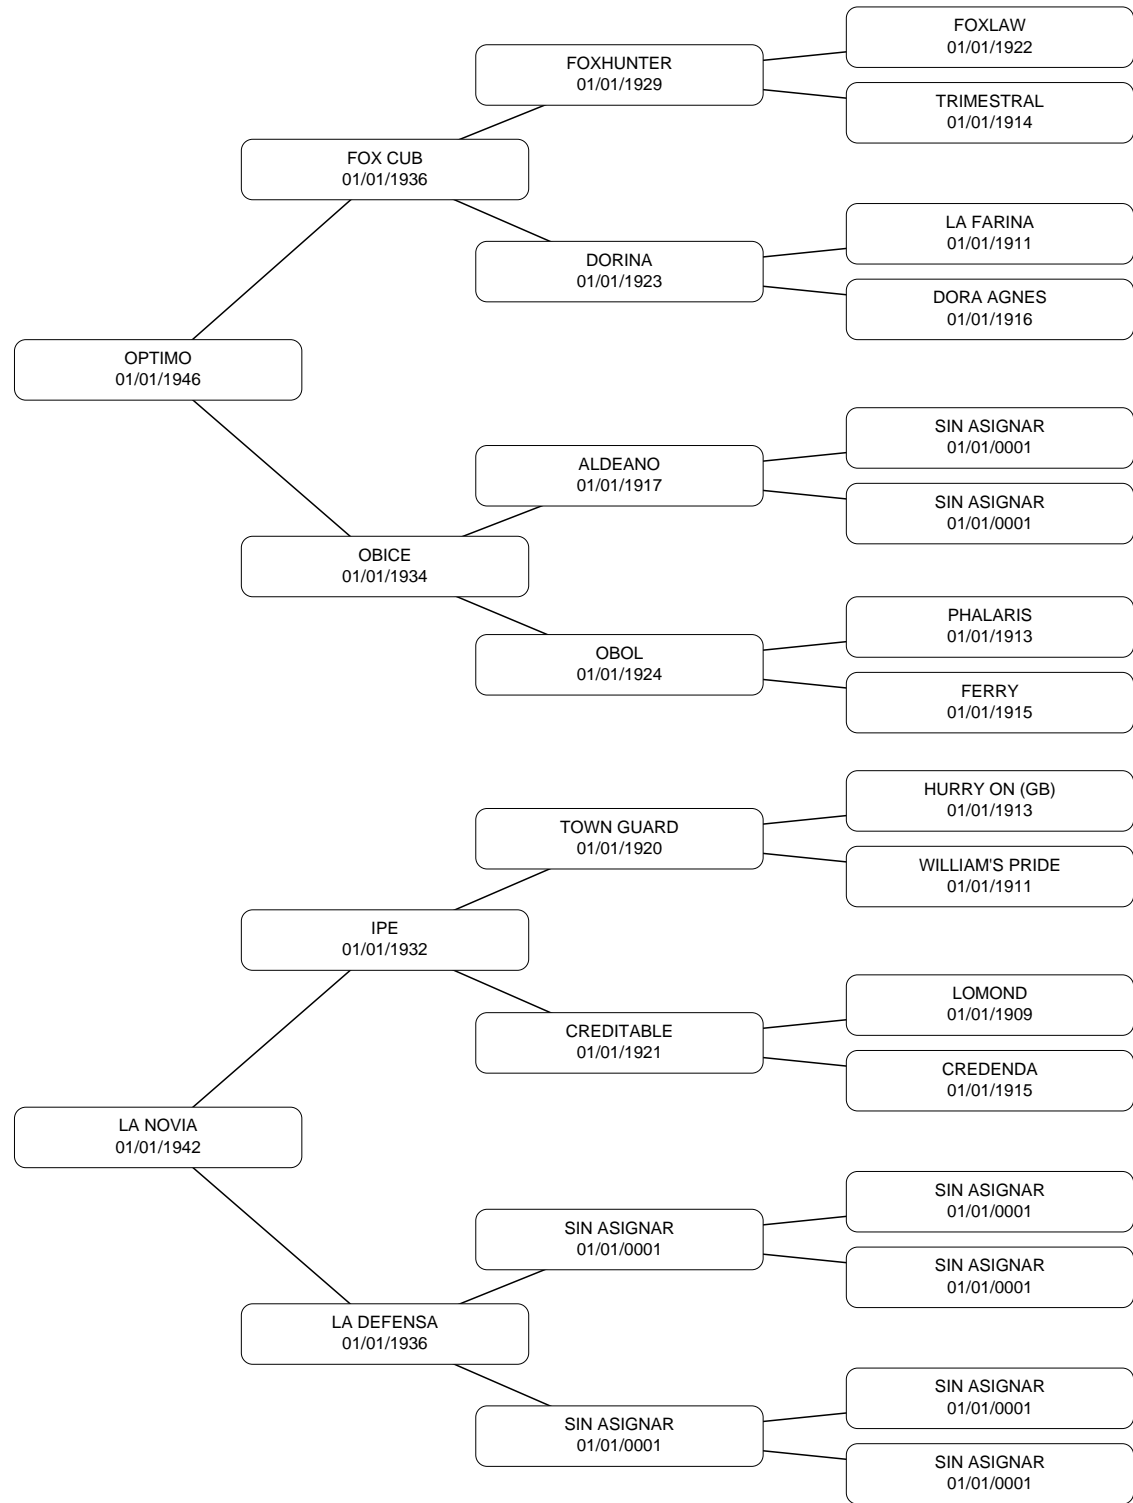 FOXLAW
01/01/1922
FOXHUNTER
01/01/1929
TRIMESTRAL
01/01/1914
FOX CUB
01/01/1936
LA FARINA
01/01/1911
DORINA
01/01/1923
DORA AGNES
01/01/1916
OPTIMO
01/01/1946
SIN ASIGNAR
01/01/0001
ALDEANO
01/01/1917
SIN ASIGNAR
01/01/0001
OBICE
01/01/1934
PHALARIS
01/01/1913
OBOL
01/01/1924
FERRY
01/01/1915
HURRY ON (GB)
01/01/1913
TOWN GUARD
01/01/1920
WILLIAM'S PRIDE
01/01/1911
IPE
01/01/1932
LOMOND
01/01/1909
CREDITABLE
01/01/1921
CREDENDA
01/01/1915
LA NOVIA
01/01/1942
SIN ASIGNAR
01/01/0001
SIN ASIGNAR
01/01/0001
SIN ASIGNAR
01/01/0001
LA DEFENSA
01/01/1936
SIN ASIGNAR
01/01/0001
SIN ASIGNAR
01/01/0001
SIN ASIGNAR
01/01/0001